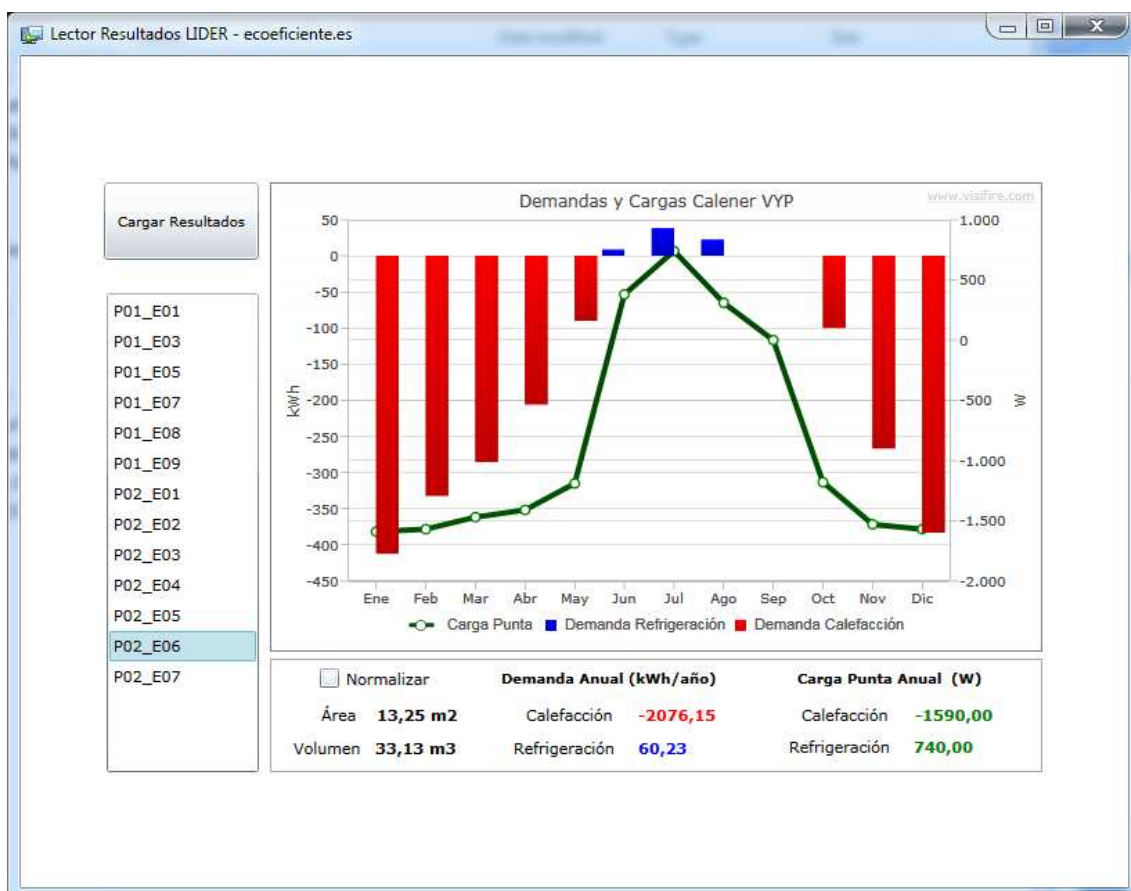 Lector Resultados LIDER - ecoeficiente.es
Cargar Resultados
P01_E01
P01_E03
P01_E05
P01_E07
P01_E08
P01_E09
P02_E01
P02_E02
P02_E03
P02_E04
P02_E05
P02_E06
P02_E07
www.visifire.com
Demandas y Cargas Calener VYP
50
0
-50
-100
-150
-200
-250
-300
-350
-400
-450
kWh
1.000
500
0
-500
-1.000
-1.500
-2.000
W
Ene Feb Mar Abr May Jun Jul Ago Sep Oct Nov Dic
Carga Punta Demanda Refrigeración Demanda Calefacción
Normalizar Demanda Anual (kWh/año) Carga Punta Anual (W)
Área 13,25 m2 Calefacción -2076,15 Calefacción -1590,00
Volumen 33,13 m3 Refrigeración 60,23 Refrigeración 740,00